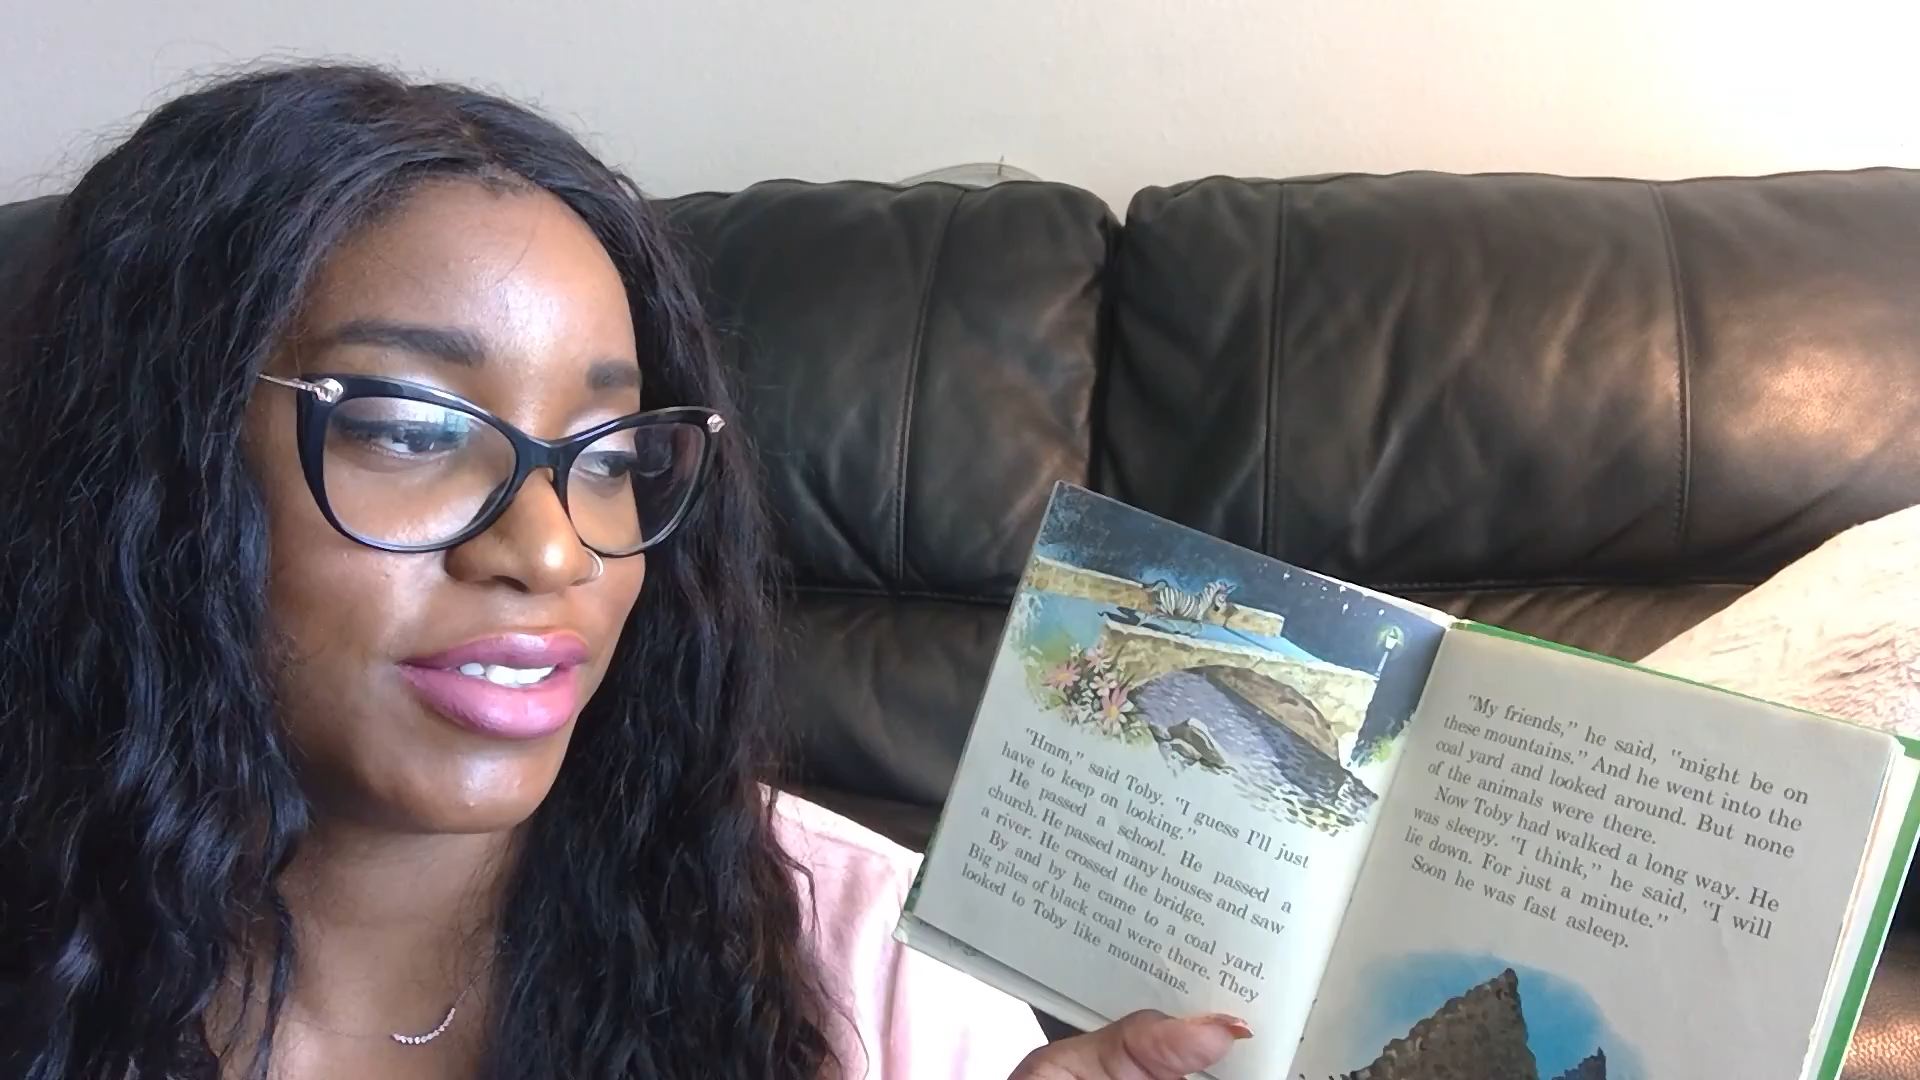 "Hmm," said Toby. "I guess I'll just
have to keep on looking."
He passed a school. He passed a
church. He passed many houses and saw
a river. He crossed the bridge.
By and by he came to a coal yard.
Big piles of black coal were there. They
looked to Toby like mountains.
"My friends," he said, "might be on
these mountains." And he went into the
coal yard and looked around. But none
of the animals were there.
Now Toby had walked a long way. He
was sleepy. "I think," he said, "I will
lie down. For just a minute."
Soon he was fast asleep.